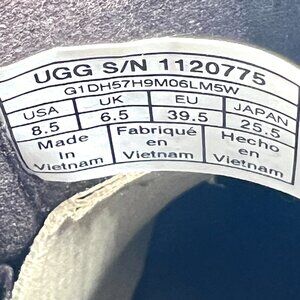 UGG S/N 1120775
G1DH57H9M06LM5W
USA UK EU JAPAN
8.5 6.5 39.5 25.5
Made Fabriqué Hecho
in en en
Vietnam Vietnam Vietnam